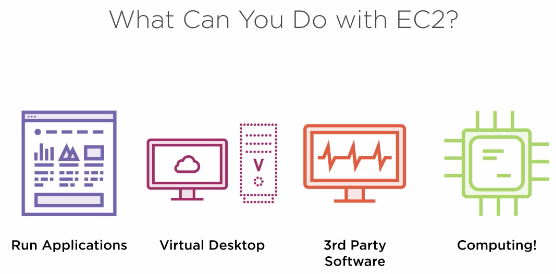 What Can You Do with EC2?
V
Run Applications
Virtual Desktop
3rd Party
Software
Computing!